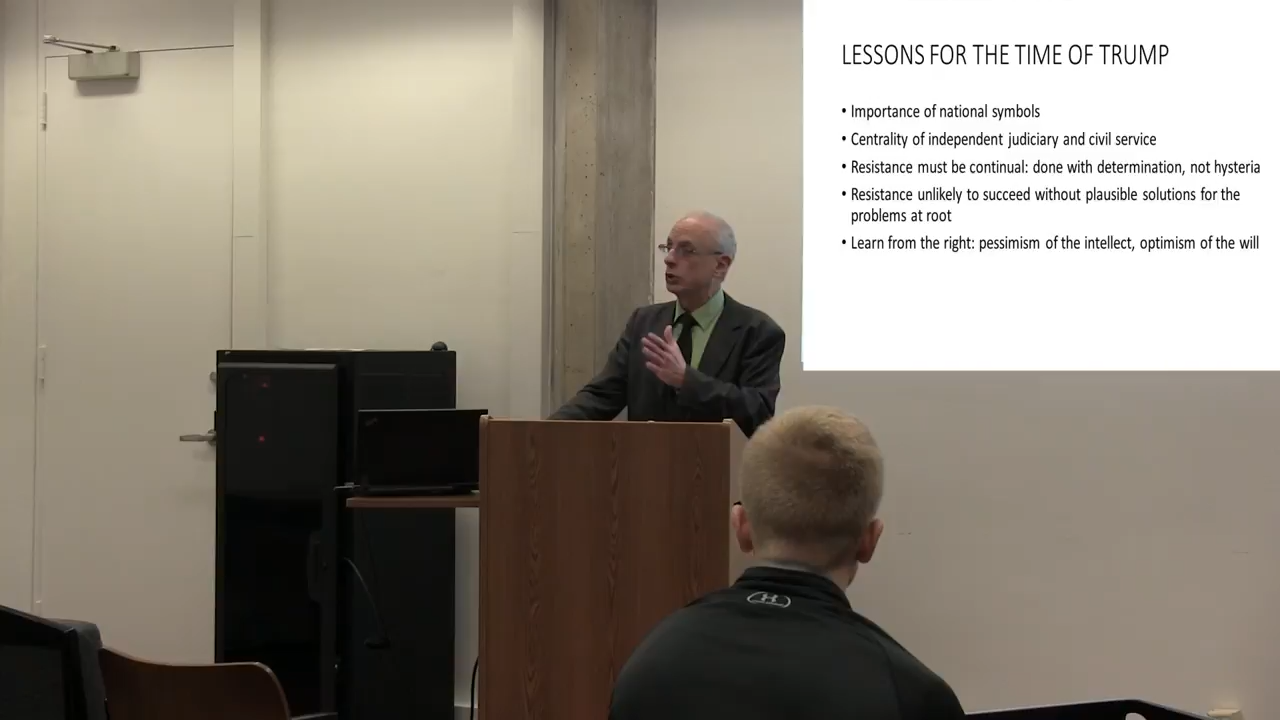 LESSONS FOR THE TIME OF TRUMP
• Importance of national symbols
• Centrality of independent judiciary and civil service
• Resistance must be continual: done with determination, not hysteria
• Resistance unlikely to succeed without plausible solutions for the
problems at root
• Learn from the right: pessimism of the intellect, optimism of the will